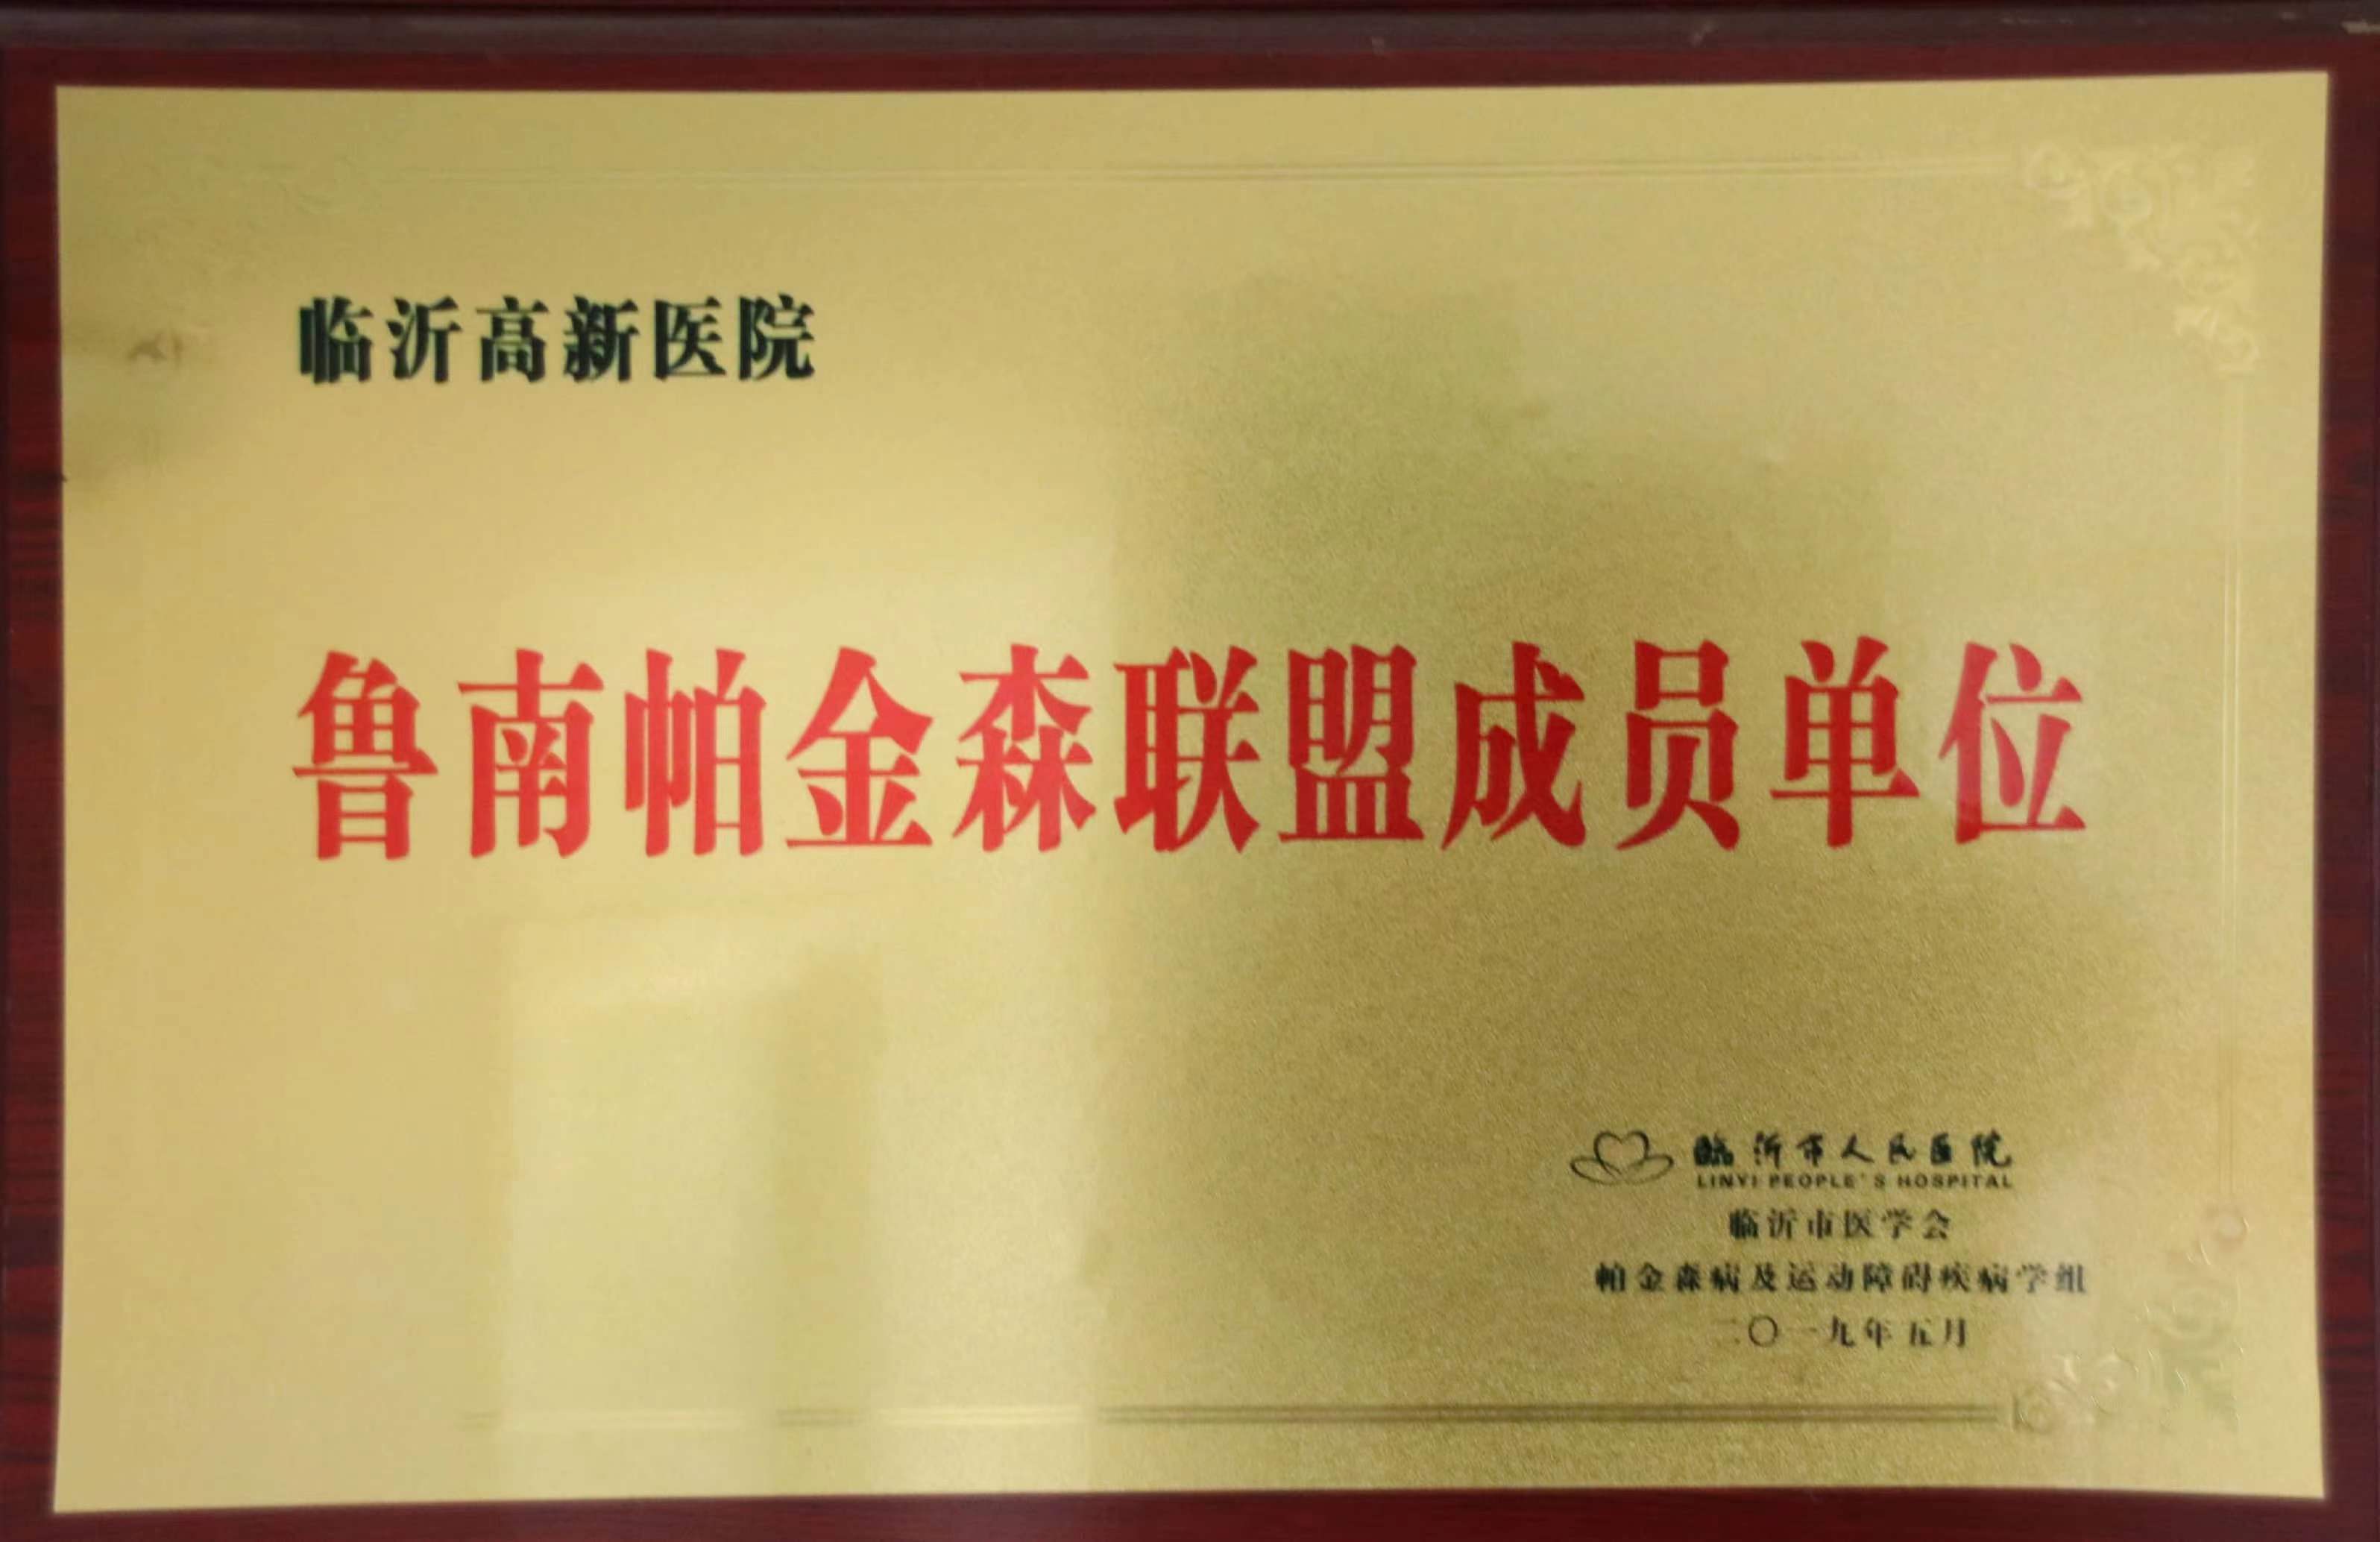 临沂高新医院
鲁南帕金森联盟成员单位
临沂市人民医院
LINYI PEOPLE'S HOSPITAL
临沂市医学会
帕金森病及运动障碍疾病学组
二〇一九年五月